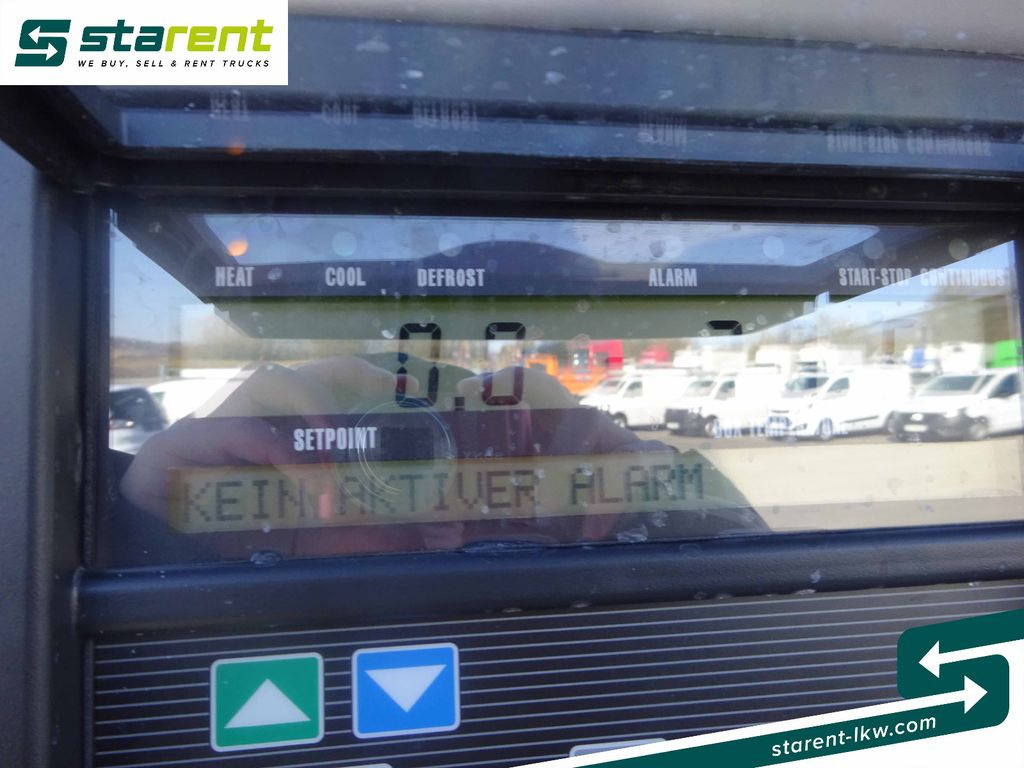 starent
WE BUY, SELL & RENT TRUCKS
HEAT COOL DEFROST ALARM START-STOP CONTINUOUS
0.8
SETPOINT
KEIN AKTIVER ALARM
starent-lkw.com